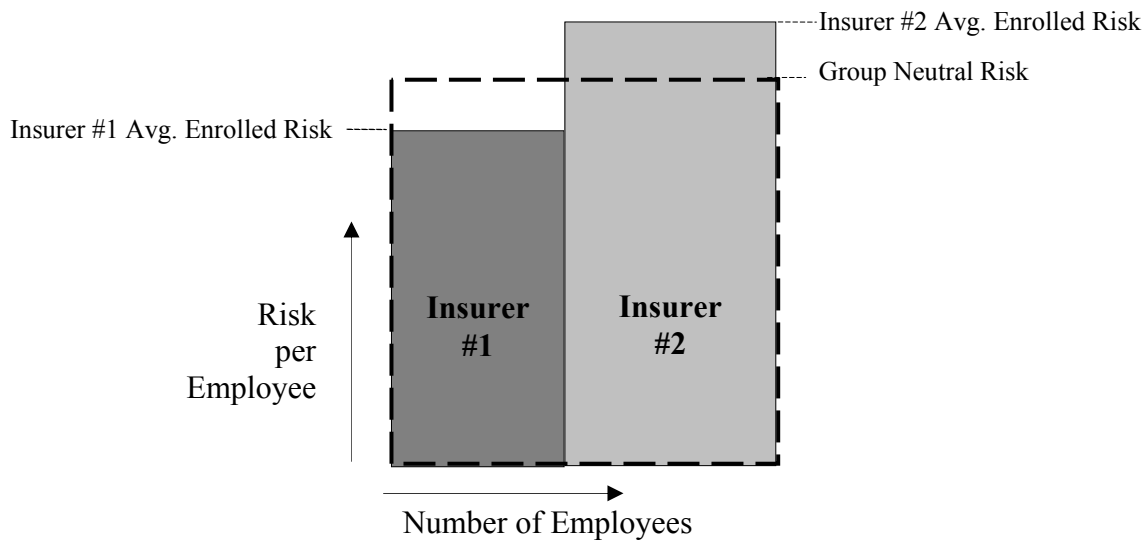 Insurer #2 Avg. Enrolled Risk
Group Neutral Risk
Insurer #1 Avg. Enrolled Risk
Risk
per
Employee
Insurer
#1
Insurer
#2
Number of Employees